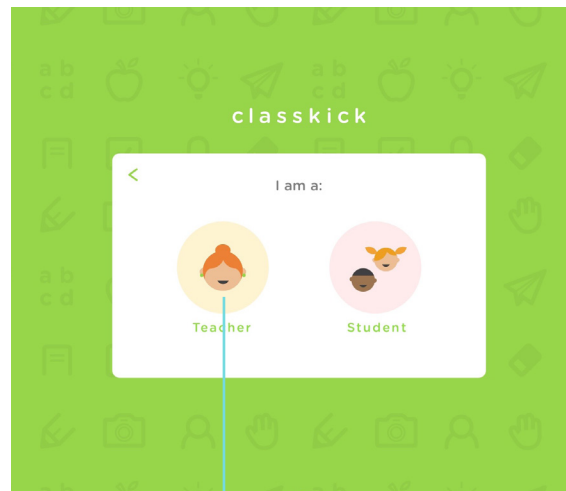 classkick
<
I am a:
Teacher Student
a b a b
c d c d
a b
c d